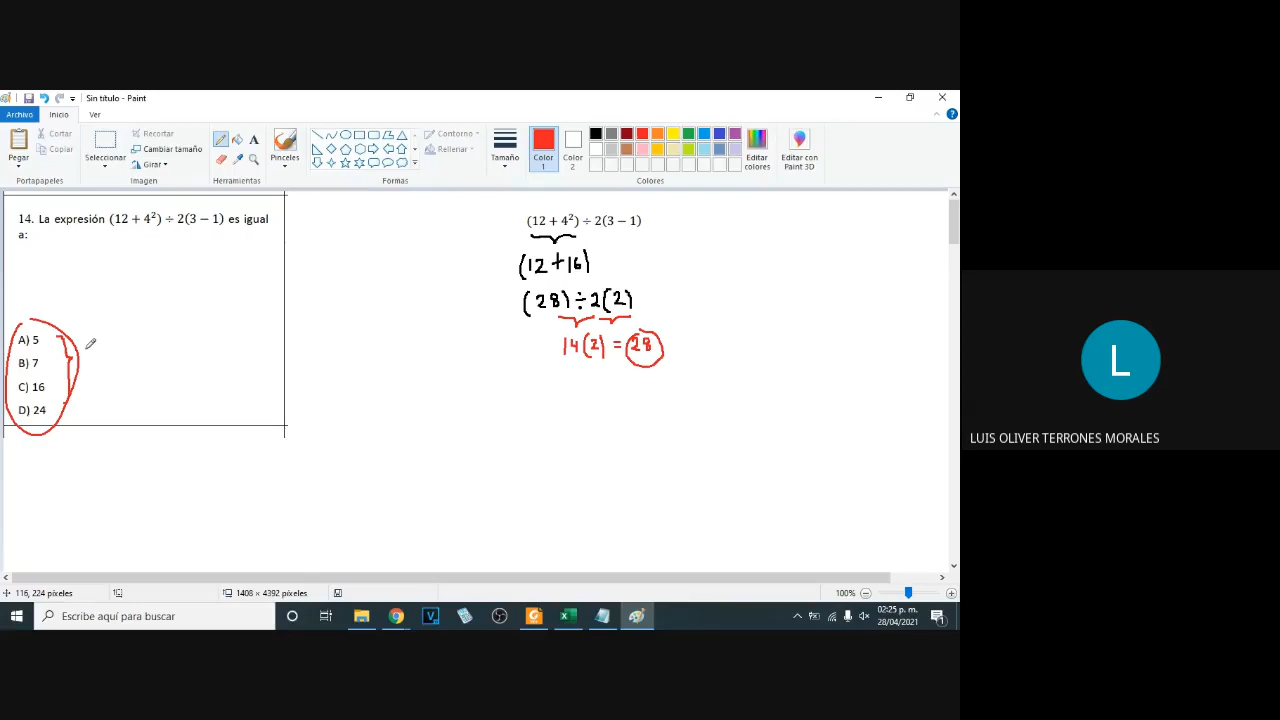 Sin título - Paint
Archivo Inicio Ver
Pegar
Cortar
Copiar
Portapapeles
Seleccionar
Recortar
Cambiar tamaño
Girar
Imagen
A
Herramientas
Pinceles
Contorno
Rellenar
Formas
Tamaño
Color 1
Color 2
Editar colores
Colores
Editar con Paint 3D
14. La expresión (12 + 4²) ÷ 2(3 − 1) es igual
a:
A) 5
B) 7
C) 16
D) 24
(12 + 4²) ÷ 2(3 − 1)
(12 + 16)
(28) ÷ 2(2)
14(2) = 28
L
LUIS OLIVER TERRONES MORALES
116, 224 píxeles
1408 × 4392 píxeles
100%
Escribe aquí para buscar
02:25 p. m.
28/04/2021